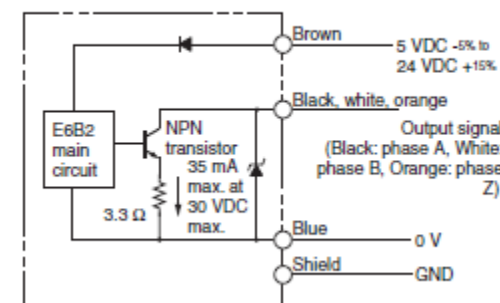 Brown
5 VDC -5% to
24 VDC +15%
Black, white, orange
Output signal
(Black: phase A, White:
phase B, Orange: phase
Z)
E6B2
main
circuit
NPN
transistor
35 mA
max. at
30 VDC
max.
3.3 Ω
Blue
0 V
Shield
GND